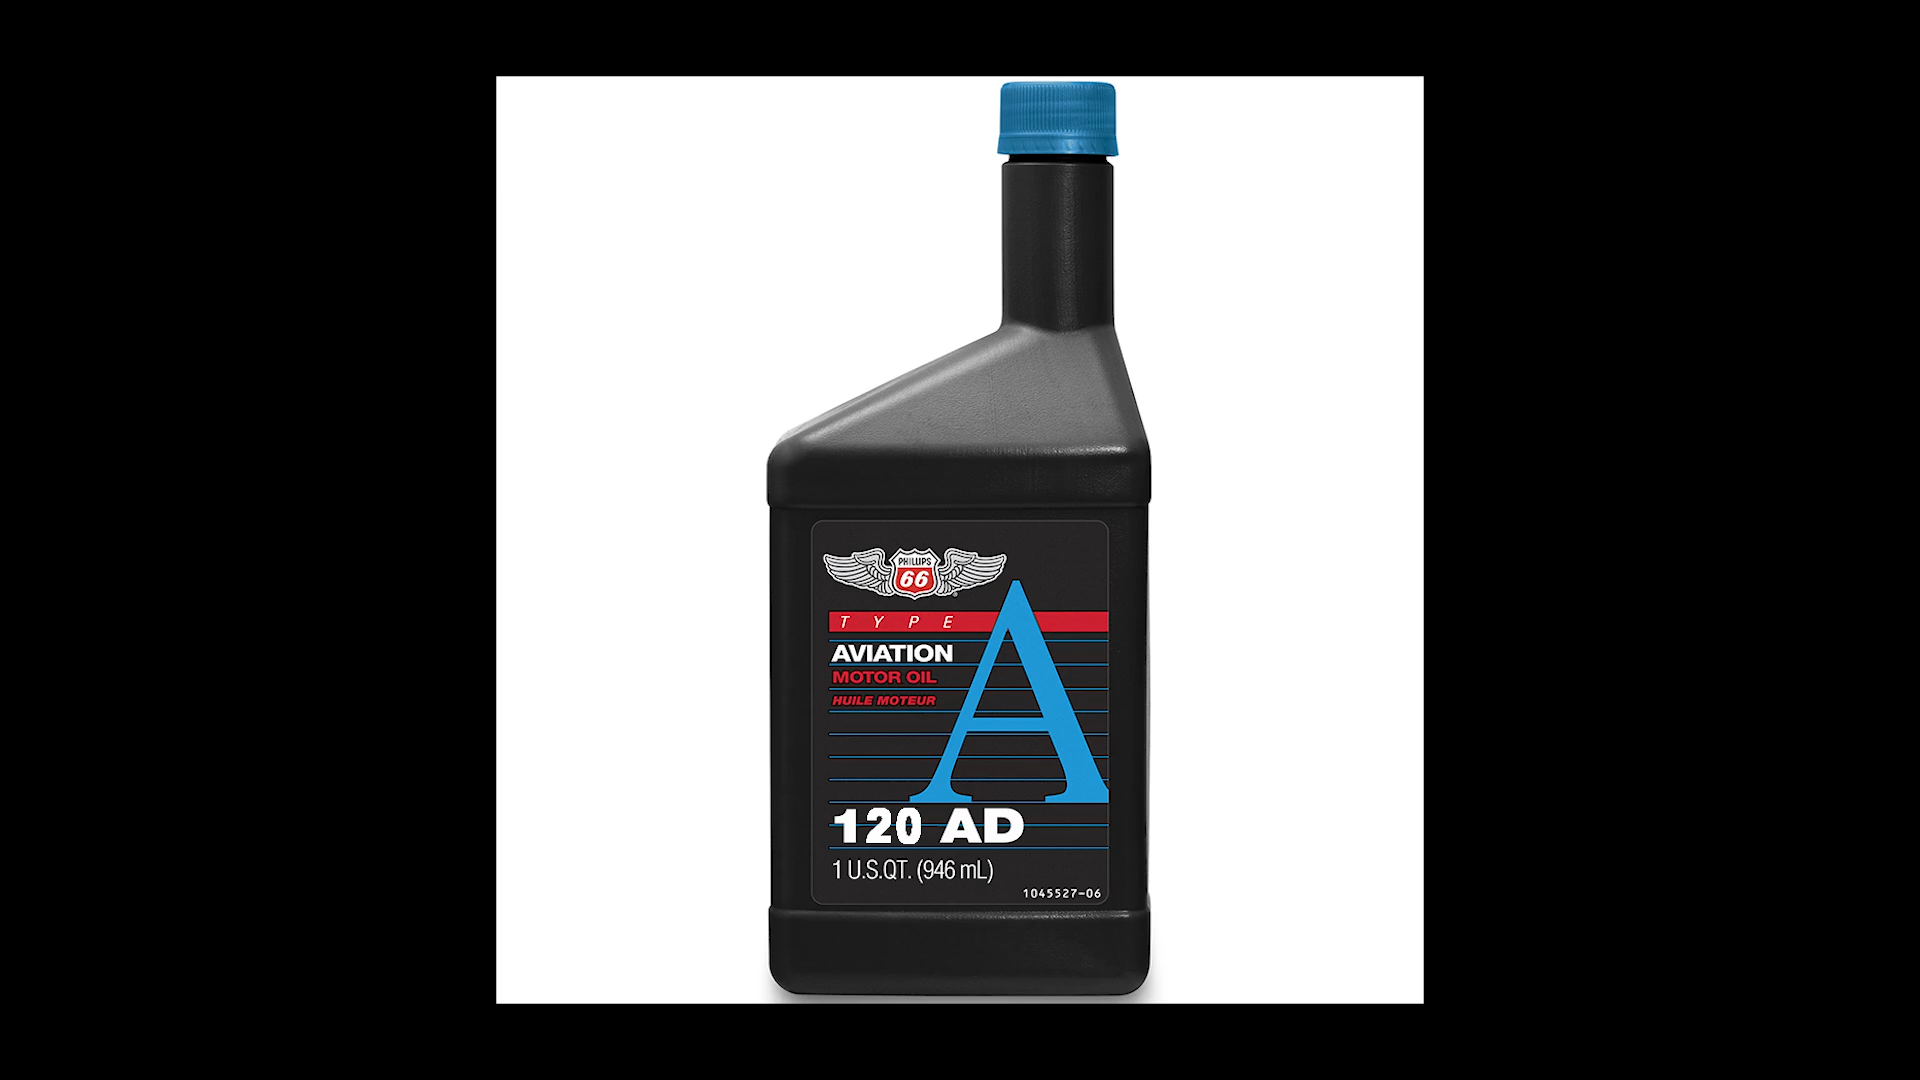 PHILLIPS
66
TYPE A
AVIATION
MOTOR OIL
HUILE MOTEUR
120 AD
1 U.S.QT. (946 mL)
1045527-06